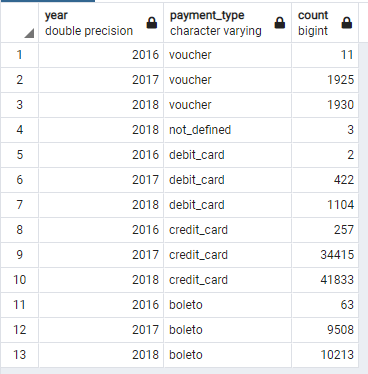 year payment_type count
double precision character varying bigint
1 2016 voucher 11
2 2017 voucher 1925
3 2018 voucher 1930
4 2018 not_defined 3
5 2016 debit_card 2
6 2017 debit_card 422
7 2018 debit_card 1104
8 2016 credit_card 257
9 2017 credit_card 34415
10 2018 credit_card 41833
11 2016 boleto 63
12 2017 boleto 9508
13 2018 boleto 10213